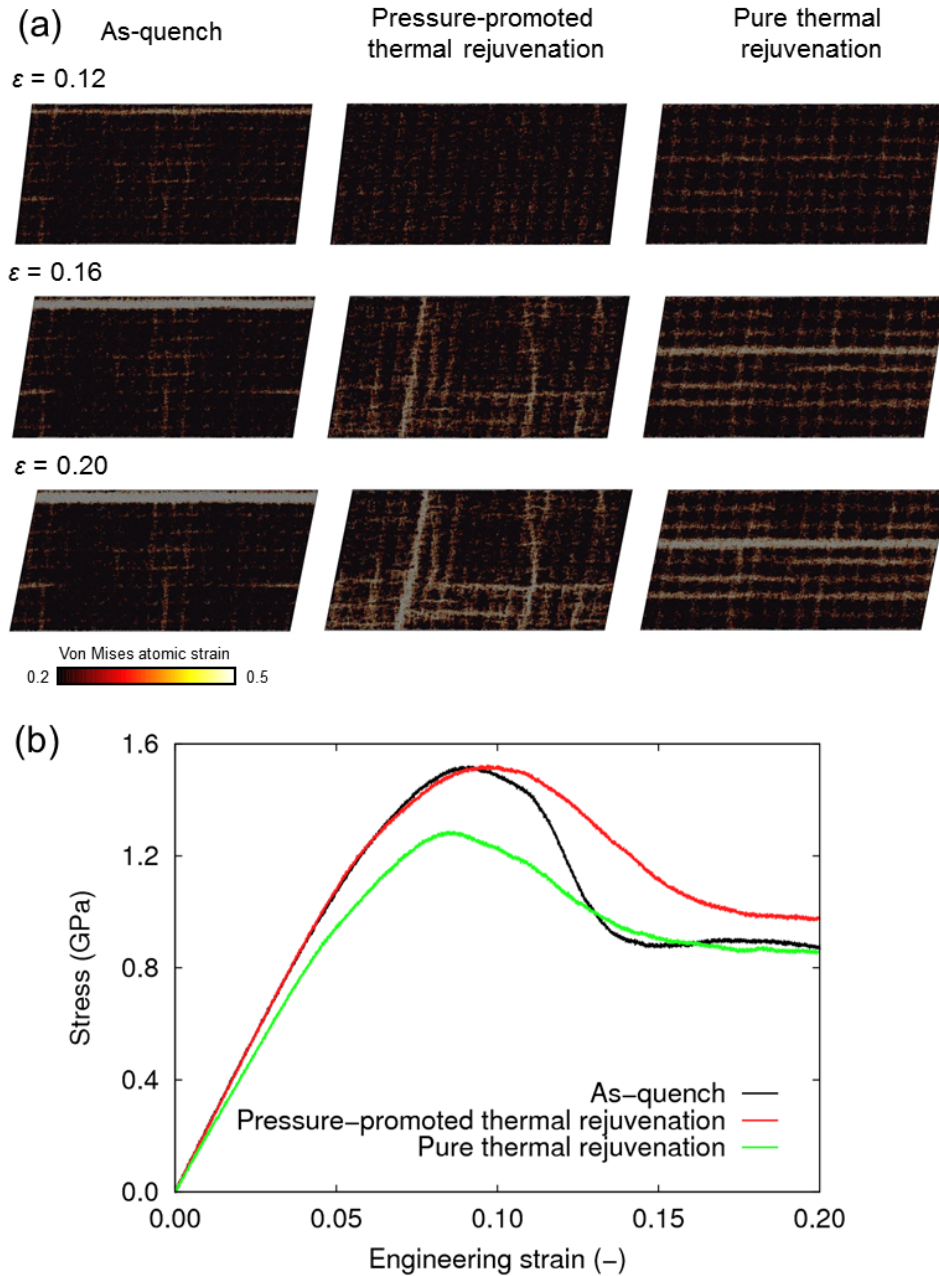 (a)
As-quench
Pressure-promoted
thermal rejuvenation
Pure thermal
rejuvenation
ε = 0.12
ε = 0.16
ε = 0.20
Von Mises atomic strain
0.2
0.5
(b)
1.6
1.2
0.8
0.4
0.0
Stress (GPa)
As−quench
Pressure−promoted thermal rejuvenation
Pure thermal rejuvenation
0.00
0.05
0.10
0.15
0.20
Engineering strain (−)